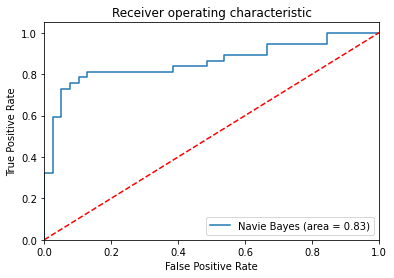 Receiver operating characteristic
1.0
0.8
0.6
0.4
0.2
0.0
True Positive Rate
Navie Bayes (area = 0.83)
0.0 0.2 0.4 0.6 0.8 1.0
False Positive Rate